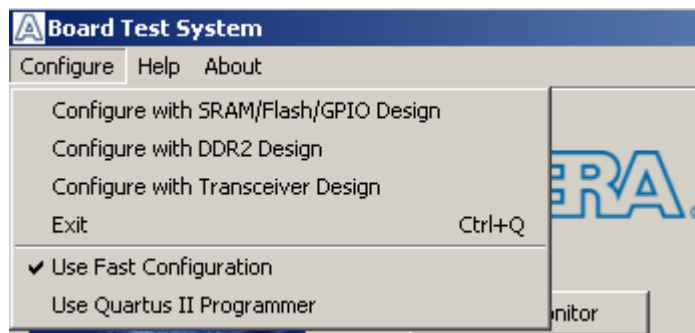 Board Test System
Configure Help About
Configure with SRAM/Flash/GPIO Design
Configure with DDR2 Design
Configure with Transceiver Design
Exit Ctrl+Q
Use Fast Configuration
Use Quartus II Programmer